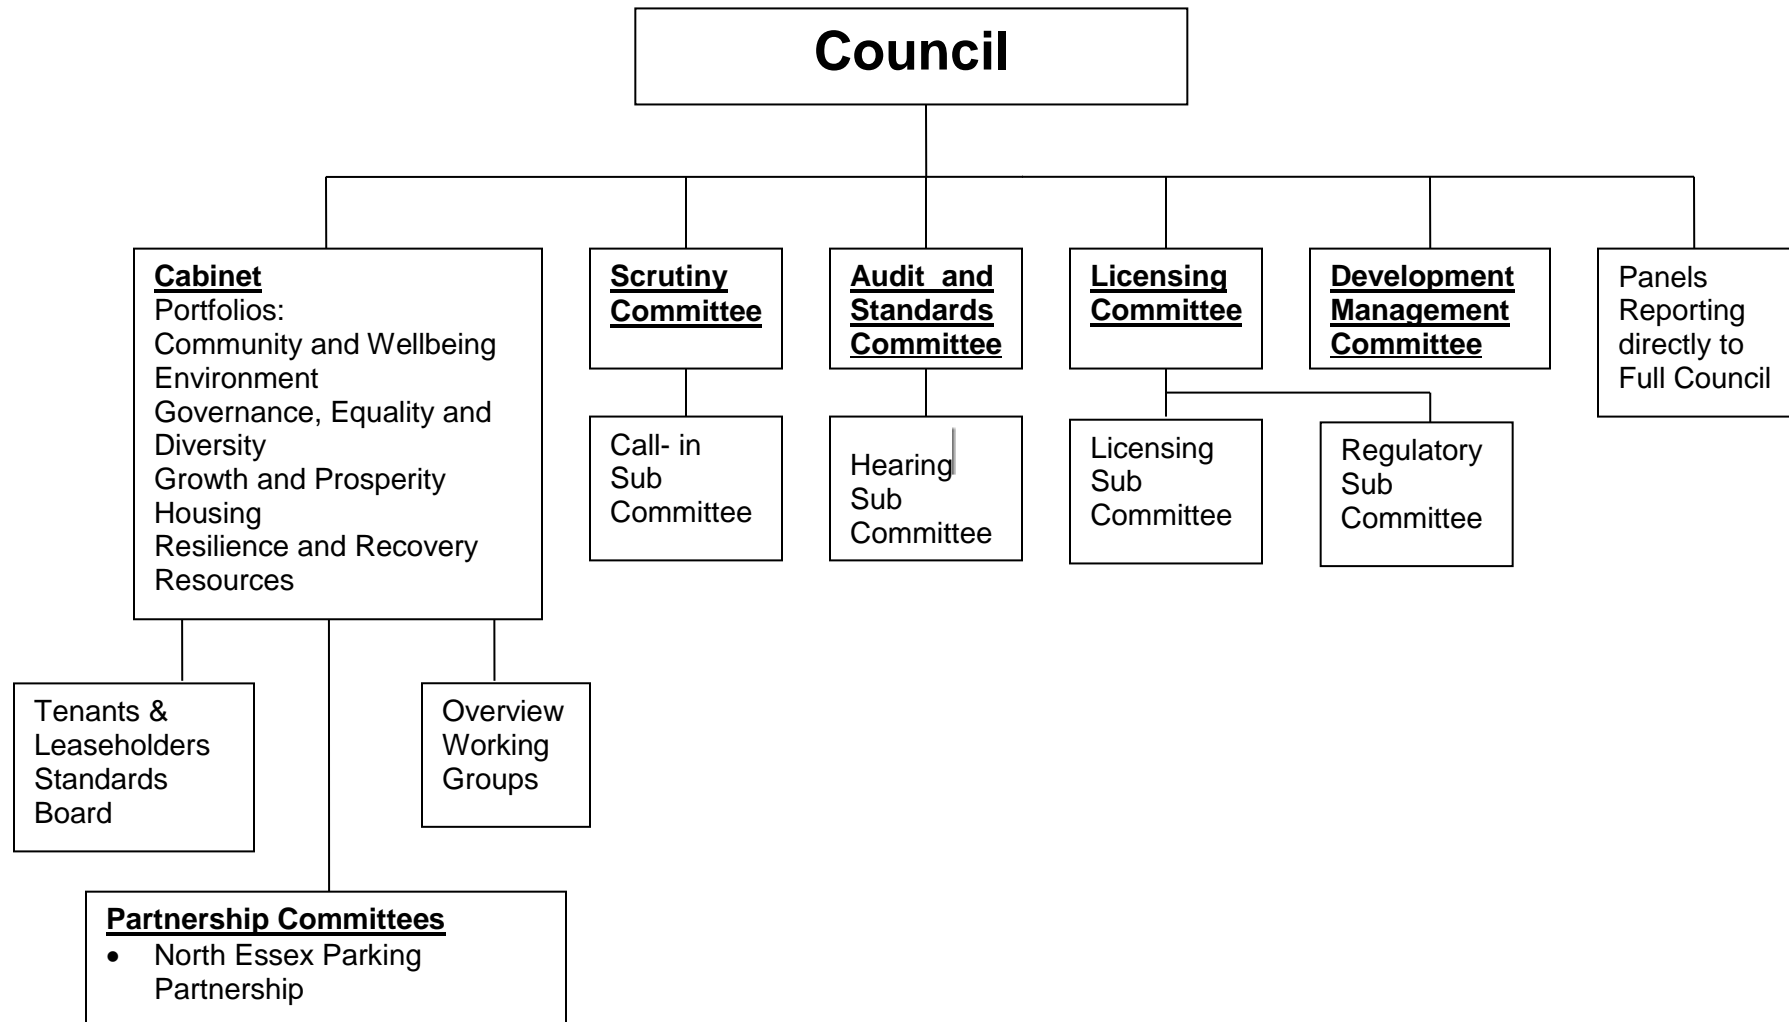 Council
Cabinet
Portfolios:
Community and Wellbeing
Environment
Governance, Equality and
Diversity
Growth and Prosperity
Housing
Resilience and Recovery
Resources
Scrutiny
Committee
Audit and
Standards
Committee
Licensing
Committee
Development
Management
Committee
Panels
Reporting
directly to
Full Council
Call- in
Sub
Committee
Hearing
Sub
Committee
Licensing
Sub
Committee
Regulatory
Sub
Committee
Tenants &
Leaseholders
Standards
Board
Overview
Working
Groups
Partnership Committees
• North Essex Parking
Partnership